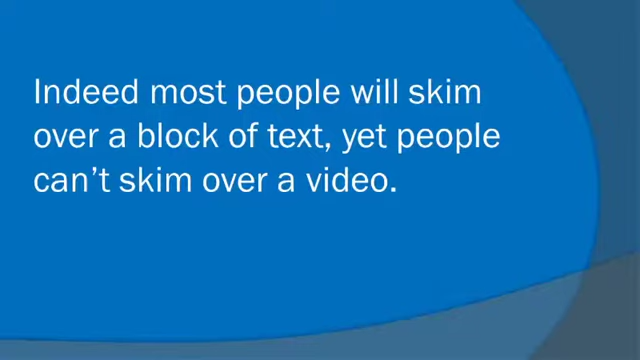 Indeed most people will skim
over a block of text, yet people
can’t skim over a video.